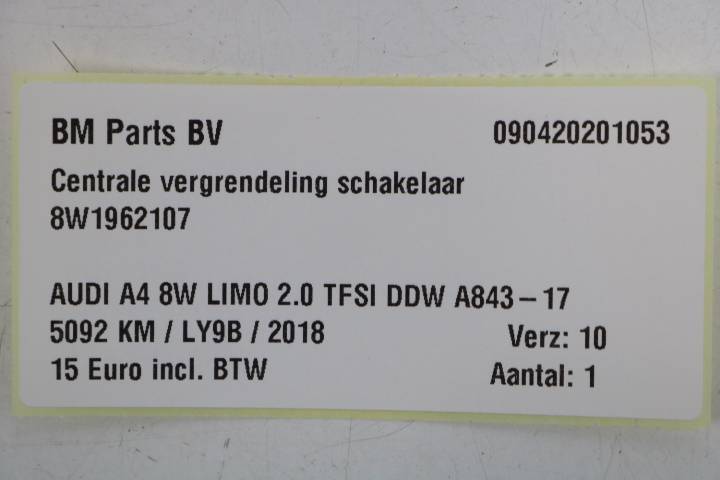 BM Parts BV 090420201053
Centrale vergrendeling schakelaar
8W1962107
AUDI A4 8W LIMO 2.0 TFSI DDW A843-17
5092 KM / LY9B / 2018 Verz: 10
15 Euro incl. BTW Aantal: 1